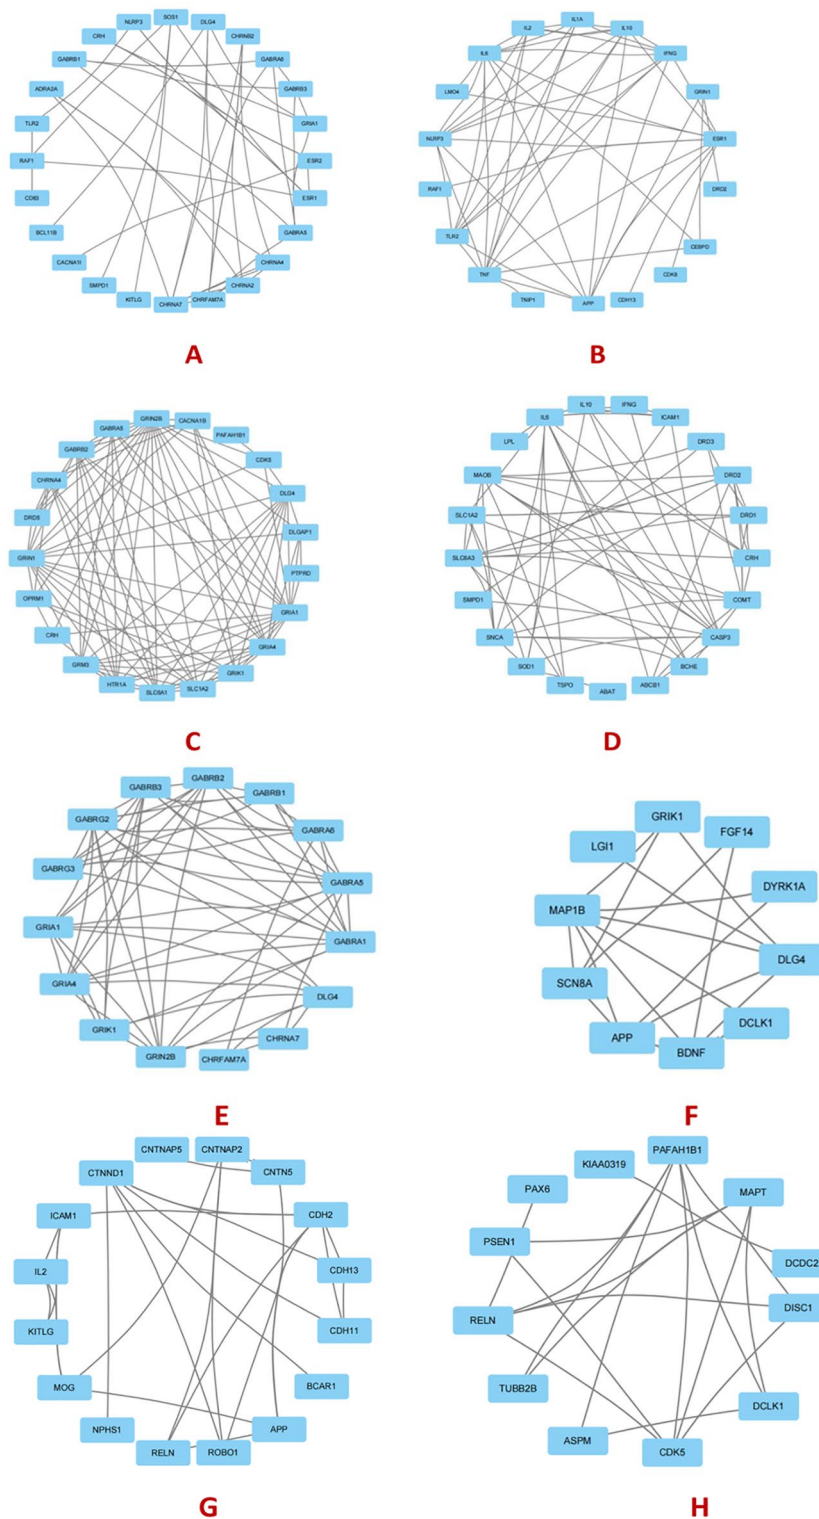 SOS1
NLRP3
DLG4
CRH
CHRNB2
GABRB1
GABRA6
ADRA2A
GABRB3
TLR2
GRIA1
RAF1
ESR2
CD83
ESR1
BCL11B
GABRA5
CACNA1I
CHRNA4
SMPD1
CHRNA2
KITLG
CHRFAM7A
CHRNA7
A
IL1A
IL2
IL10
IL6
IFNG
LMO4
GRIN1
NLRP3
ESR1
RAF1
DRD2
TLR2
CEBPD
TNF
CDK8
TNIP1
APP
CDH13
B
GRIN2B
CACNA1B
GABRA5
PAFAH1B1
GABRB2
CDK5
CHRNA4
DLG4
DRD5
DLGAP1
GRIN1
PTPRD
OPRM1
GRIA1
CRH
GRIA4
GRM3
GRIK1
HTR1A
SLC6A1
SLC1A2
C
IL10
IFNG
IL6
ICAM1
LPL
DRD3
MAOB
DRD2
SLC1A2
DRD1
SLC6A3
CRH
SMPD1
COMT
SNCA
CASP3
SOD1
BCHE
TSPO
ABAT
ABCB1
D
GABRB2
GABRB3
GABRB1
GABRG2
GABRA6
GABRG3
GABRA5
GRIA1
GABRA1
GRIA4
DLG4
GRIK1
CHRNA7
GRIN2B
CHRFAM7A
E
GRIK1
FGF14
LGI1
DYRK1A
MAP1B
DLG4
SCN8A
DCLK1
APP
BDNF
F
CNTNAP5
CNTNAP2
CTNND1
CNTN5
ICAM1
CDH2
IL2
CDH13
KITLG
CDH11
MOG
BCAR1
NPHS1
APP
RELN
ROBO1
G
PAFAH1B1
KIAA0319
PAX6
MAPT
PSEN1
DCDC2
RELN
DISC1
TUBB2B
DCLK1
ASPM
CDK5
H